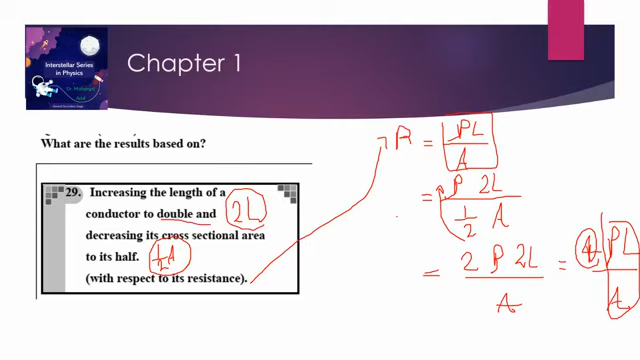 Interstellar Series
in Physics
Chapter 1
What are the results based on?
29. Increasing the length of a
conductor to double and
decreasing its cross sectional area
to its half.
(with respect to its resistance).
2L
1/2 A
R = ρL / A
= ρ 2L / 1/2 A
= 2 ρ 2L / A = 4 ρL / A